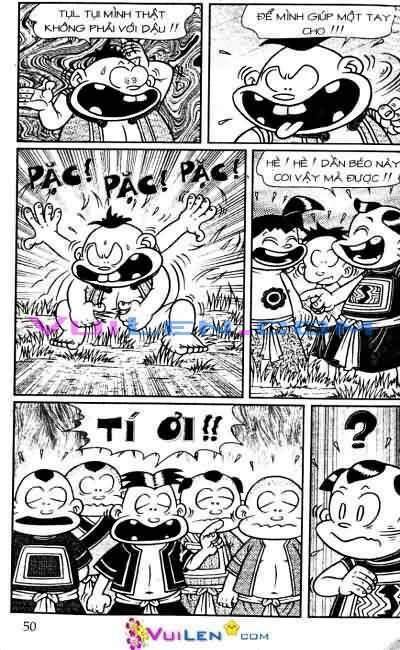 TỤI, TỤI MÌNH THẬT
KHÔNG PHẢI VỚI DẬU !!
ĐỂ MÌNH GIÚP MỘT TAY
CHO !!!
PẶC! PẶC! PẶC!
HÈ! HÈ! DẦN BÉO NÀY
COI VẬY MÀ ĐƯỢC !!
VUILEN.COM
TÍ ƠI!!
?
50
VUILEN.COM